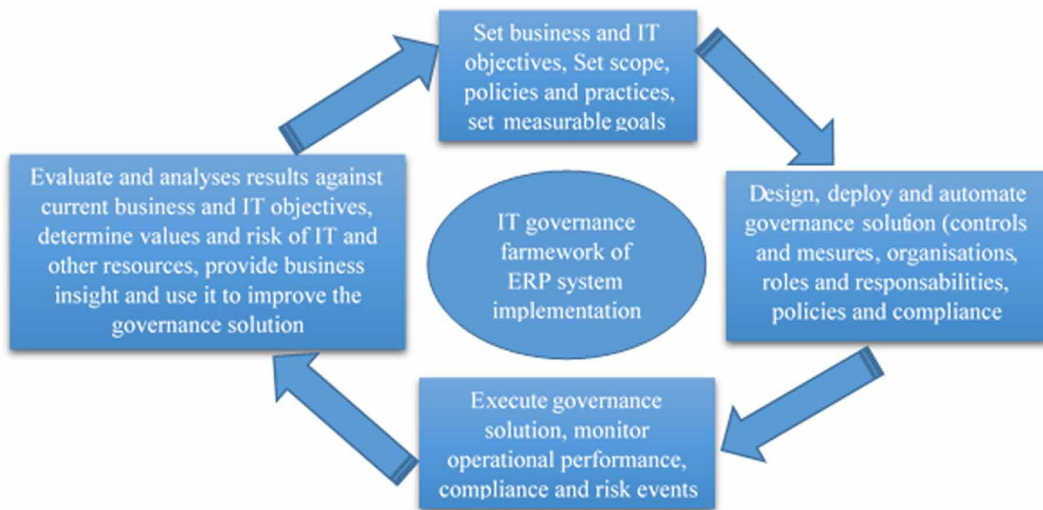 Set business and IT
objectives, Set scope,
policies and practices,
set measurable goals
Evaluate and analyses results against
current business and IT objectives,
determine values and risk of IT and
other resources, provide business
insight and use it to improve the
governance solution
IT governance
farmework of
ERP system
implementation
Design, deploy and automate
governance solution (controls
and mesures, organisations,
roles and responsabilities,
policies and compliance
Execute governance
solution, monitor
operational performance,
compliance and risk events